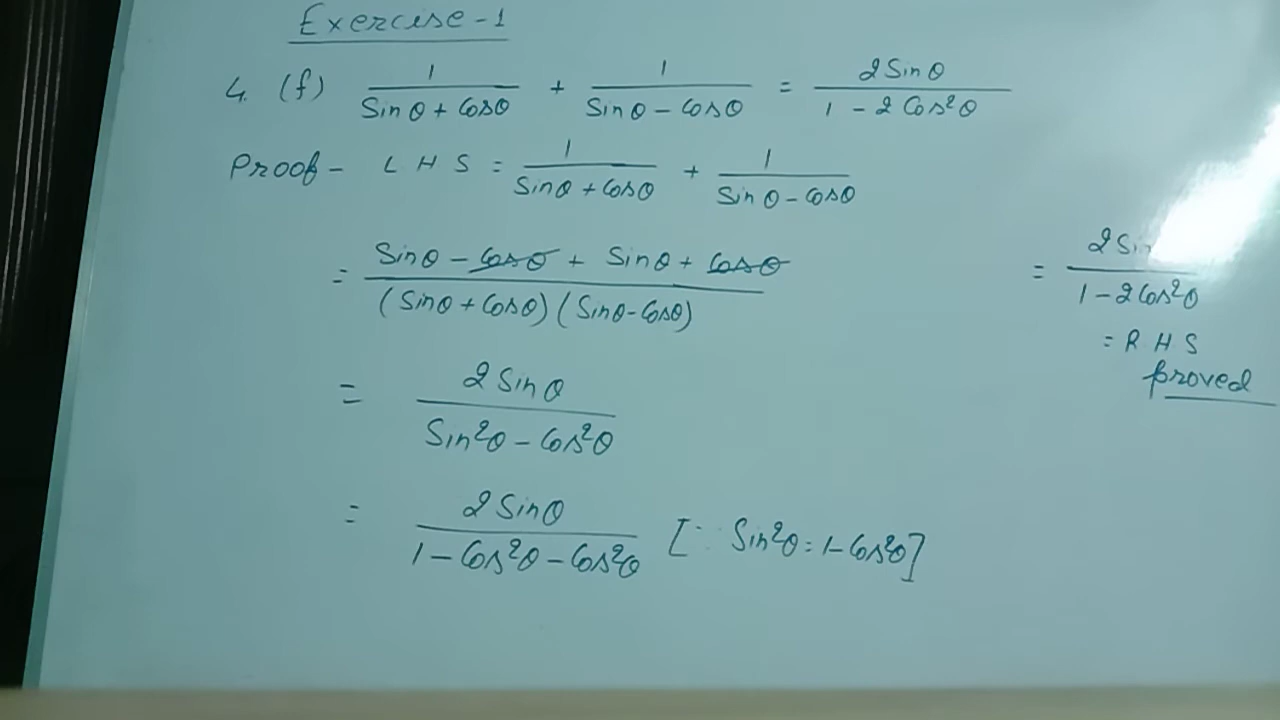 Exercise-1
4. (f) 1/(Sinθ + Cosθ) + 1/(Sinθ - Cosθ) = 2Sinθ/(1 - 2Cos²θ)
Proof- LHS = 1/(Sinθ + Cosθ) + 1/(Sinθ - Cosθ)
= (Sinθ - Cosθ + Sinθ + Cosθ)/((Sinθ + Cosθ)(Sinθ - Cosθ))
= 2Sinθ/(Sin²θ - Cos²θ)
= 2Sinθ/(1 - Cos²θ - Cos²θ) [∵ Sin²θ = 1 - Cos²θ]
= 2/(1 - 2Cos²θ)
= RHS
proved